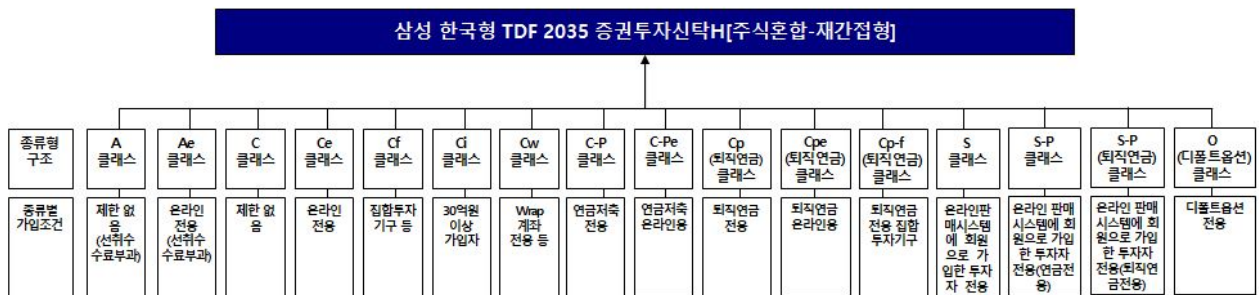 삼성 한국형 TDF 2035 증권투자신탁H[주식혼합-재간접형]
종류형
구조
A
클래스
Ae
클래스
C
클래스
Ce
클래스
Cf
클래스
Ci
클래스
Cw
클래스
C-P
클래스
C-Pe
클래스
Cp
(퇴직연금)
클래스
Cpe
(퇴직연금)
클래스
Cp-f
(퇴직연금)
클래스
S
클래스
S-P
클래스
S-P
(퇴직연금)
클래스
O
(디폴트옵션)
클래스
종류별
가입조건
제한 없
음
(선취수
수료부과)
온라인
전용
(선취수
수료부과)
제한 없
음
온라인
전용
집합투자
기구 등
30억원
이상
가입자
Wrap
계좌
전용 등
연금저축
전용
연금저축
온라인용
퇴직연금
전용
퇴직연금
온라인용
퇴직연금
전용 집합
투자기구
온라인판
매시스템
에 회원
으로 가
입한 투자
자 전용
온라인 판매
시스템에 회
원으로 가입
한 투자자
전용(연금전
용)
온라인 판매
시스템에 회
원으로 가입
한 투자자
전용(퇴직연
금전용)
디폴트옵션
전용